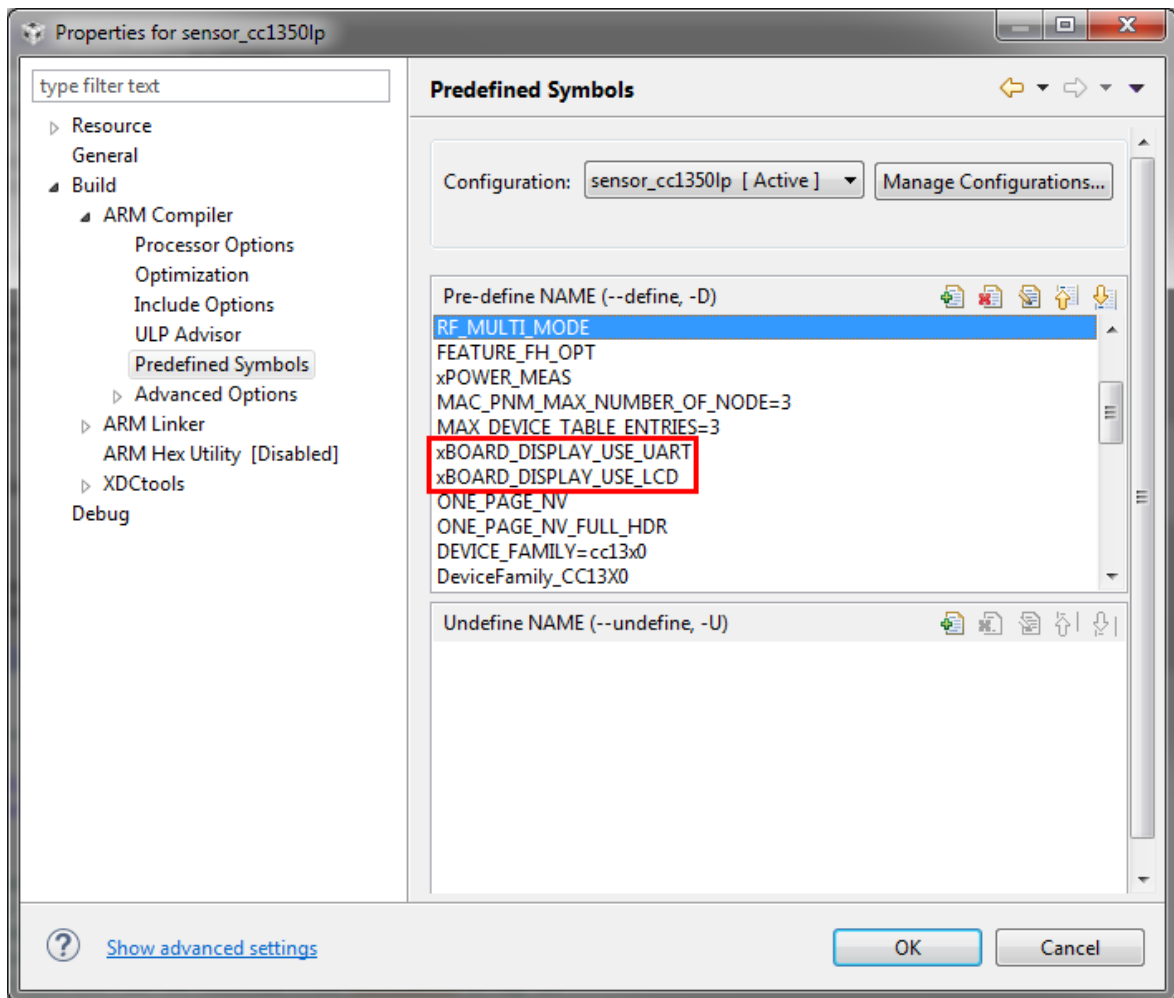 Properties for sensor_cc1350lp
type filter text
Resource
General
Build
ARM Compiler
Processor Options
Optimization
Include Options
ULP Advisor
Predefined Symbols
Advanced Options
ARM Linker
ARM Hex Utility [Disabled]
XDCtools
Debug
Predefined Symbols
Configuration: sensor_cc1350lp [ Active ] Manage Configurations...
Pre-define NAME (--define, -D)
RF_MULTI_MODE
FEATURE_FH_OPT
xPOWER_MEAS
MAC_PNM_MAX_NUMBER_OF_NODE=3
MAX_DEVICE_TABLE_ENTRIES=3
xBOARD_DISPLAY_USE_UART
xBOARD_DISPLAY_USE_LCD
ONE_PAGE_NV
ONE_PAGE_NV_FULL_HDR
DEVICE_FAMILY=cc13x0
DeviceFamily_CC13X0
Undefine NAME (--undefine, -U)
? Show advanced settings
OK Cancel